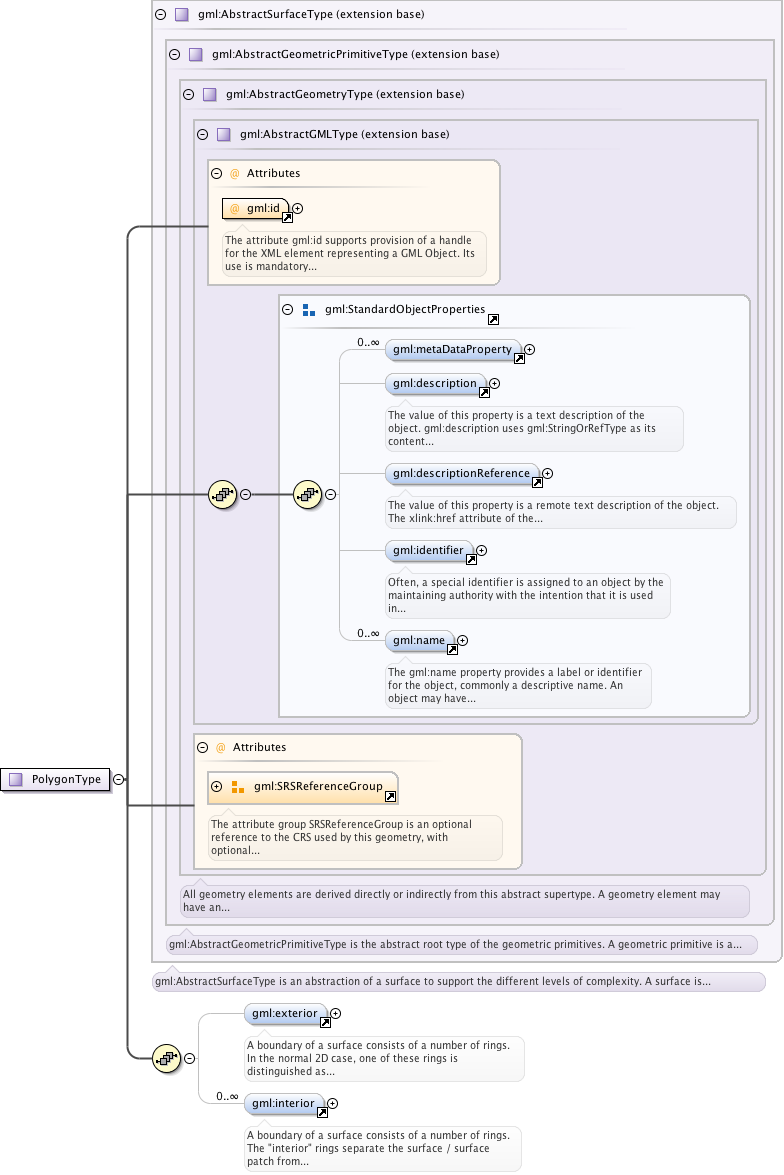 gml:AbstractSurfaceType (extension base)
gml:AbstractGeometricPrimitiveType (extension base)
gml:AbstractGeometryType (extension base)
gml:AbstractGMLType (extension base)
@ Attributes
@ gml:id
The attribute gml:id supports provision of a handle
for the XML element representing a GML Object. Its
use is mandatory...
gml:StandardObjectProperties
0..∞
gml:metaDataProperty
gml:description
The value of this property is a text description of the
object. gml:description uses gml:StringOrRefType as its
content...
gml:descriptionReference
The value of this property is a remote text description of the object.
The xlink:href attribute of the...
gml:identifier
Often, a special identifier is assigned to an object by the
maintaining authority with the intention that it is used
in...
0..∞
gml:name
The gml:name property provides a label or identifier
for the object, commonly a descriptive name. An
object may have...
@ Attributes
PolygonType
gml:SRSReferenceGroup
The attribute group SRSReferenceGroup is an optional
reference to the CRS used by this geometry, with
optional...
All geometry elements are derived directly or indirectly from this abstract supertype. A geometry element may
have an...
gml:AbstractGeometricPrimitiveType is the abstract root type of the geometric primitives. A geometric primitive is a...
gml:AbstractSurfaceType is an abstraction of a surface to support the different levels of complexity. A surface is...
gml:exterior
A boundary of a surface consists of a number of rings.
In the normal 2D case, one of these rings is
distinguished as...
0..∞
gml:interior
A boundary of a surface consists of a number of rings.
The "interior" rings separate the surface / surface
patch from...